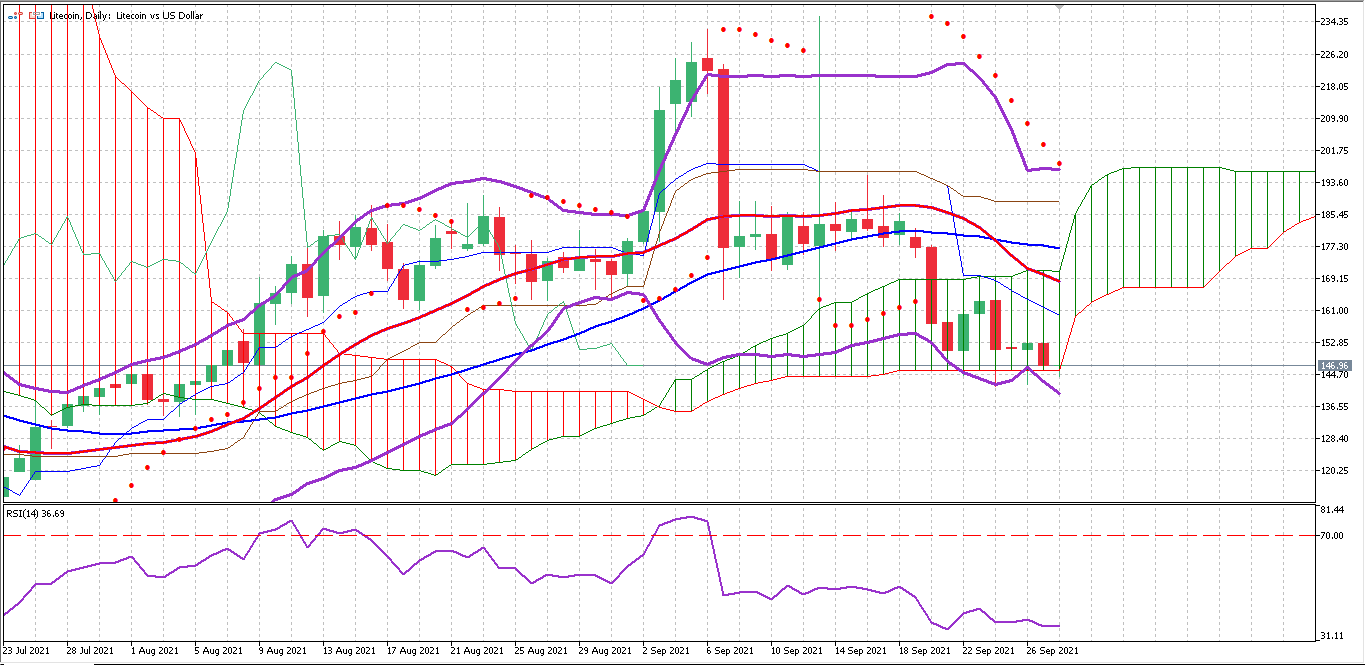 Litecoin, Daily: Litecoin vs US Dollar
234.35
226.20
218.05
209.90
201.75
193.60
185.45
177.30
169.15
161.00
152.85
146.96
144.70
136.55
128.40
120.25
RSI(14) 36.69
81.44
70.00
31.11
23 Jul 2021
28 Jul 2021
1 Aug 2021
5 Aug 2021
9 Aug 2021
13 Aug 2021
17 Aug 2021
21 Aug 2021
25 Aug 2021
29 Aug 2021
2 Sep 2021
6 Sep 2021
10 Sep 2021
14 Sep 2021
18 Sep 2021
22 Sep 2021
26 Sep 2021